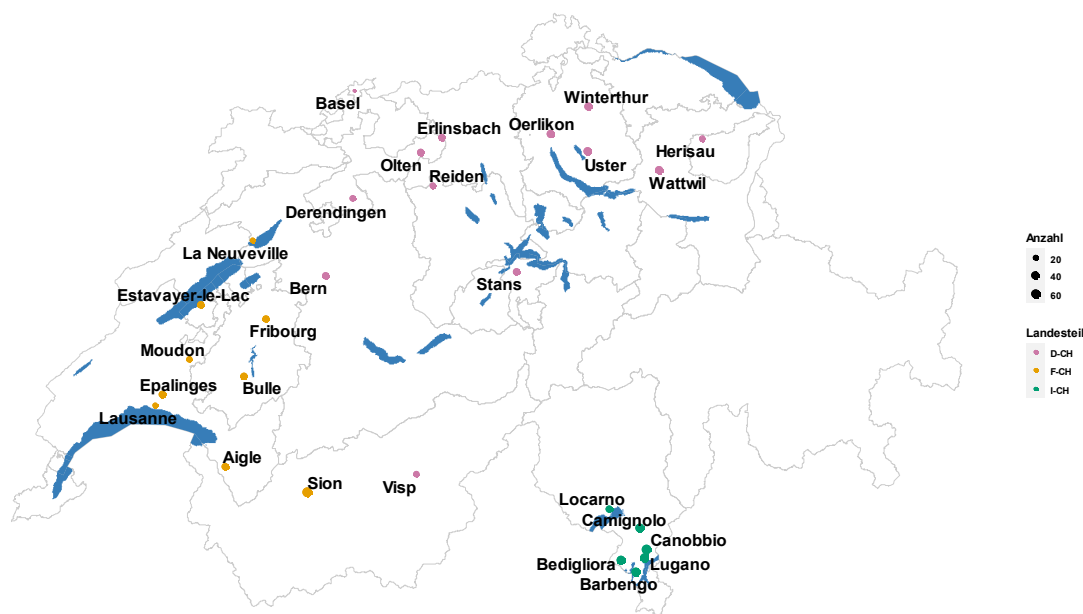 Winterthur
Basel
Erlinsbach
Oerlikon
Olten
Uster
Herisau
Reiden
Wattwil
Derendingen
La Neuveville
Bern
Stans
Estavayer-le-Lac
Fribourg
Moudon
Epalinges
Bulle
Lausanne
Aigle
Sion
Visp
Locarno
Camignolo
Canobbio
Bedigliora
Lugano
Barbengo
Anzahl
20
40
60
Landesteil
D-CH
F-CH
I-CH